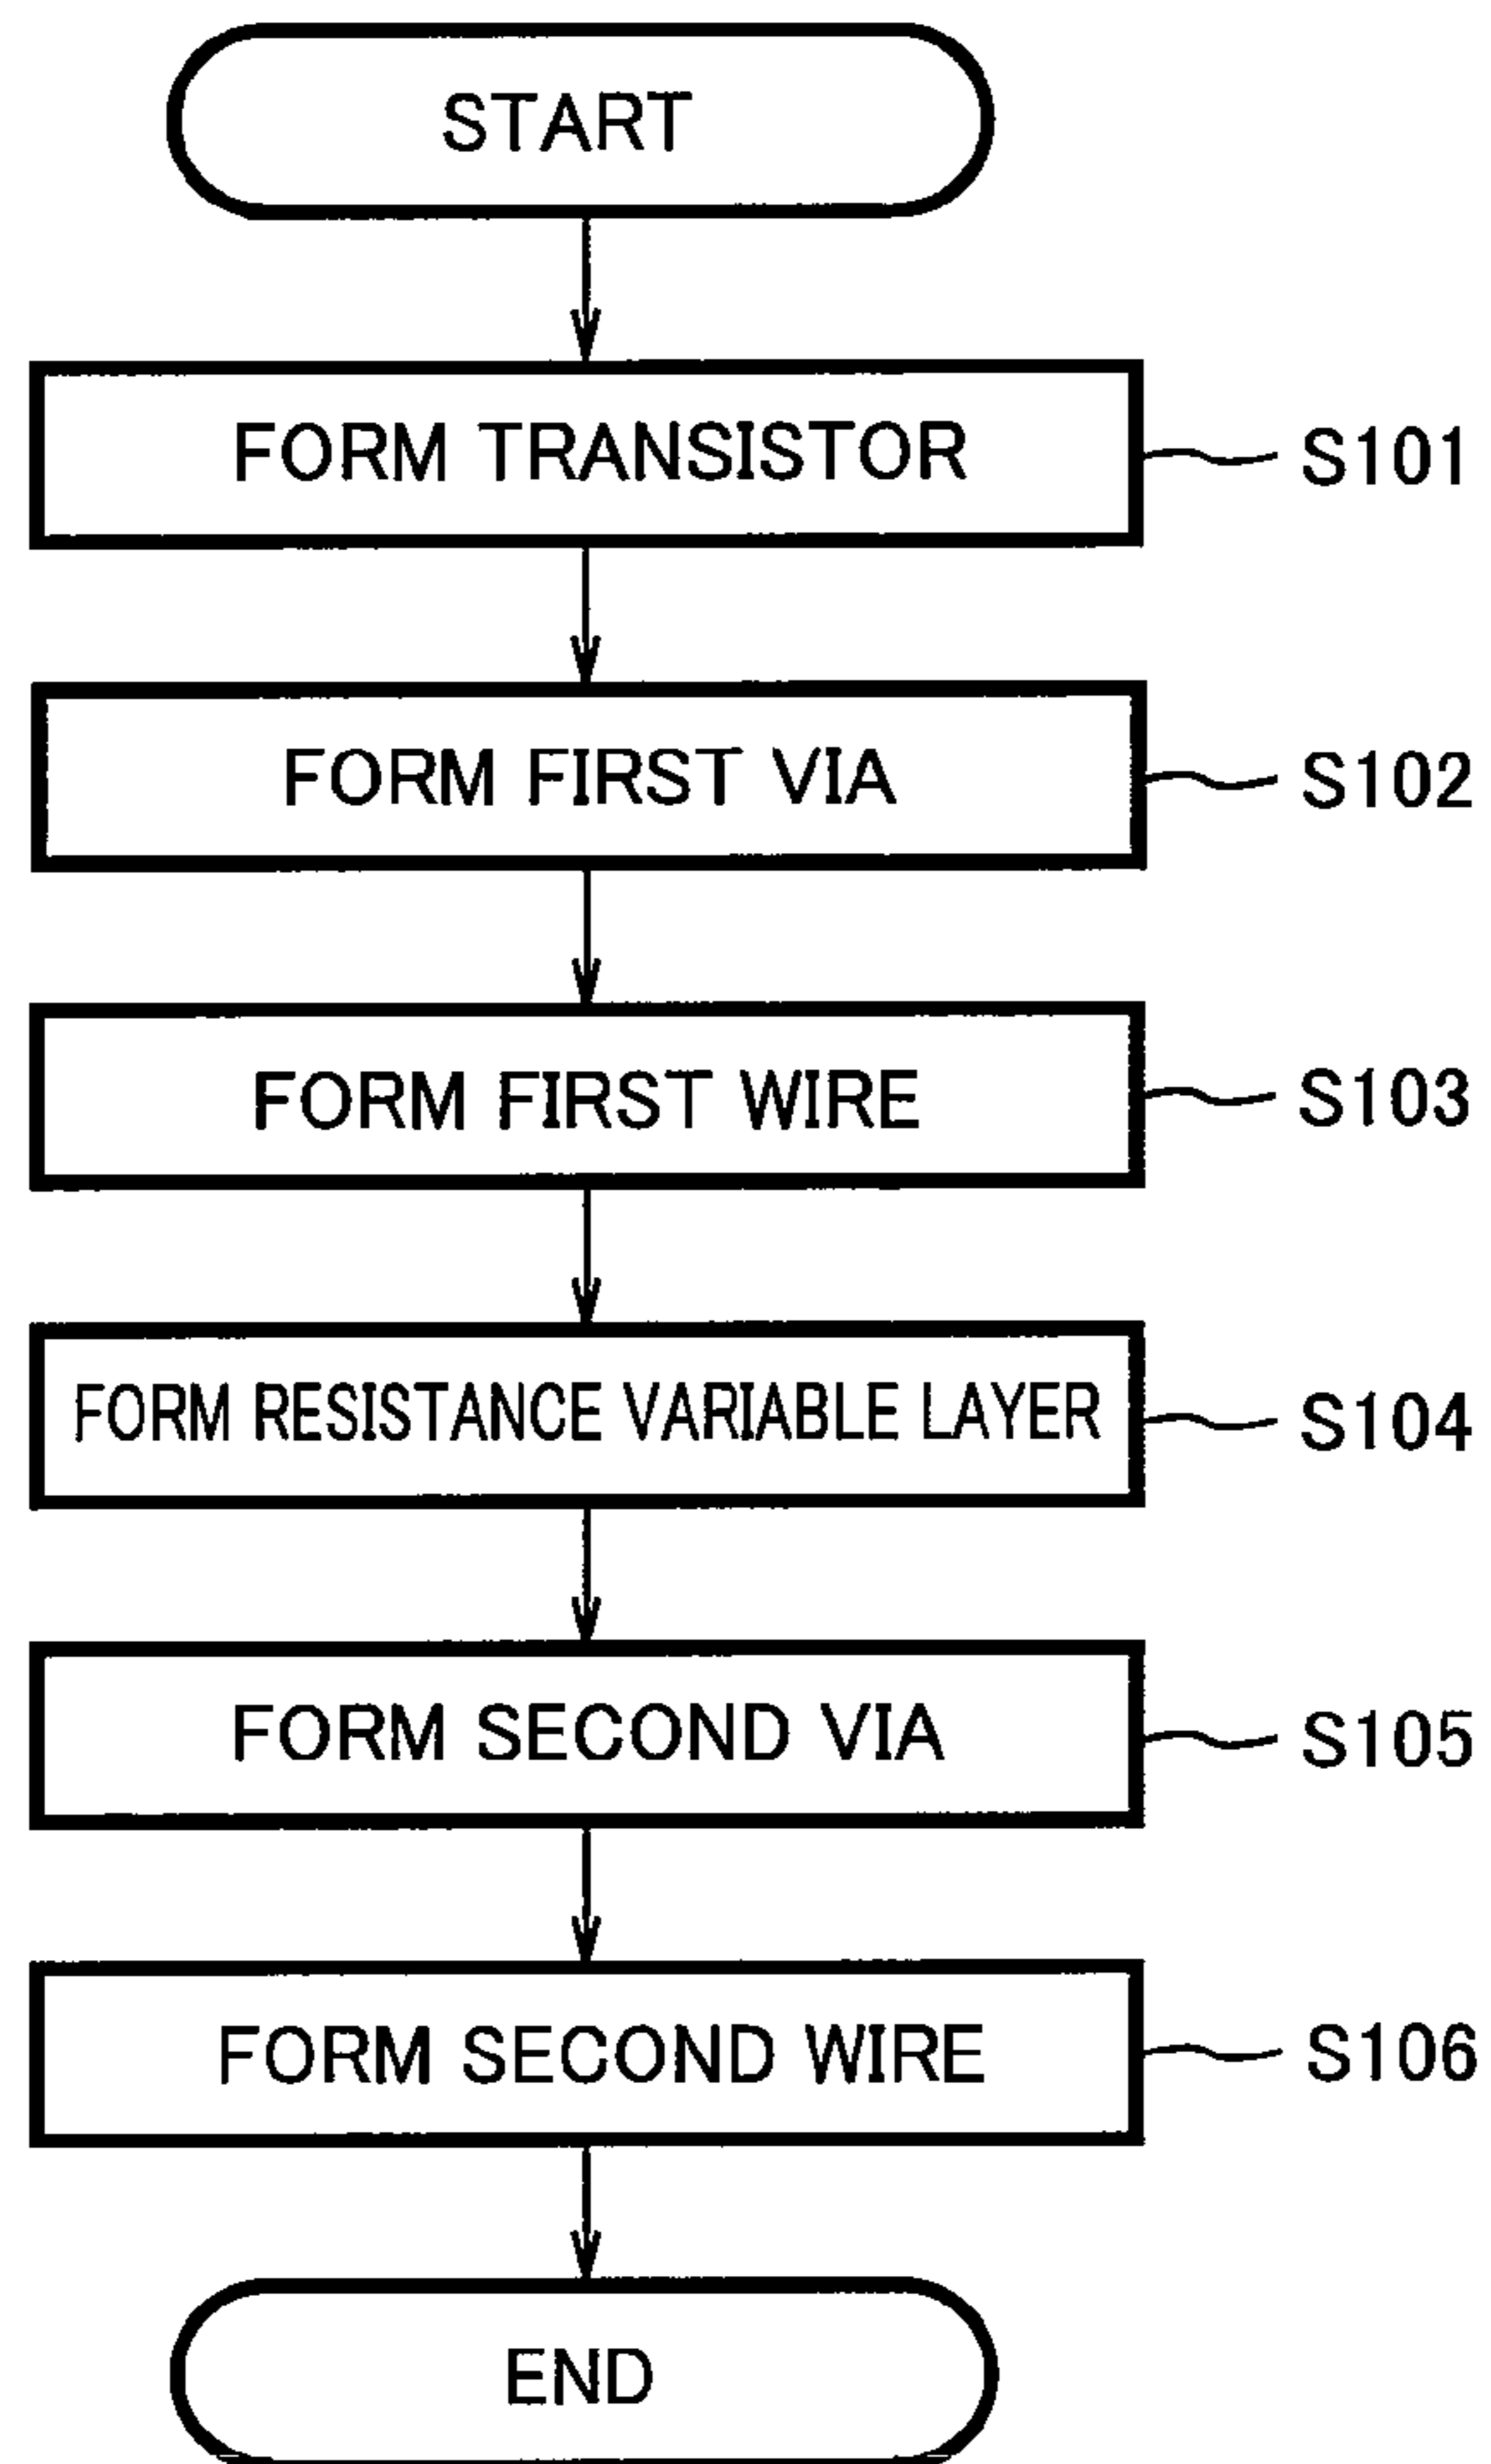 START
FORM TRANSISTOR S101
FORM FIRST VIA S102
FORM FIRST WIRE S103
FORM RESISTANCE VARIABLE LAYER S104
FORM SECOND VIA S105
FORM SECOND WIRE S106
END